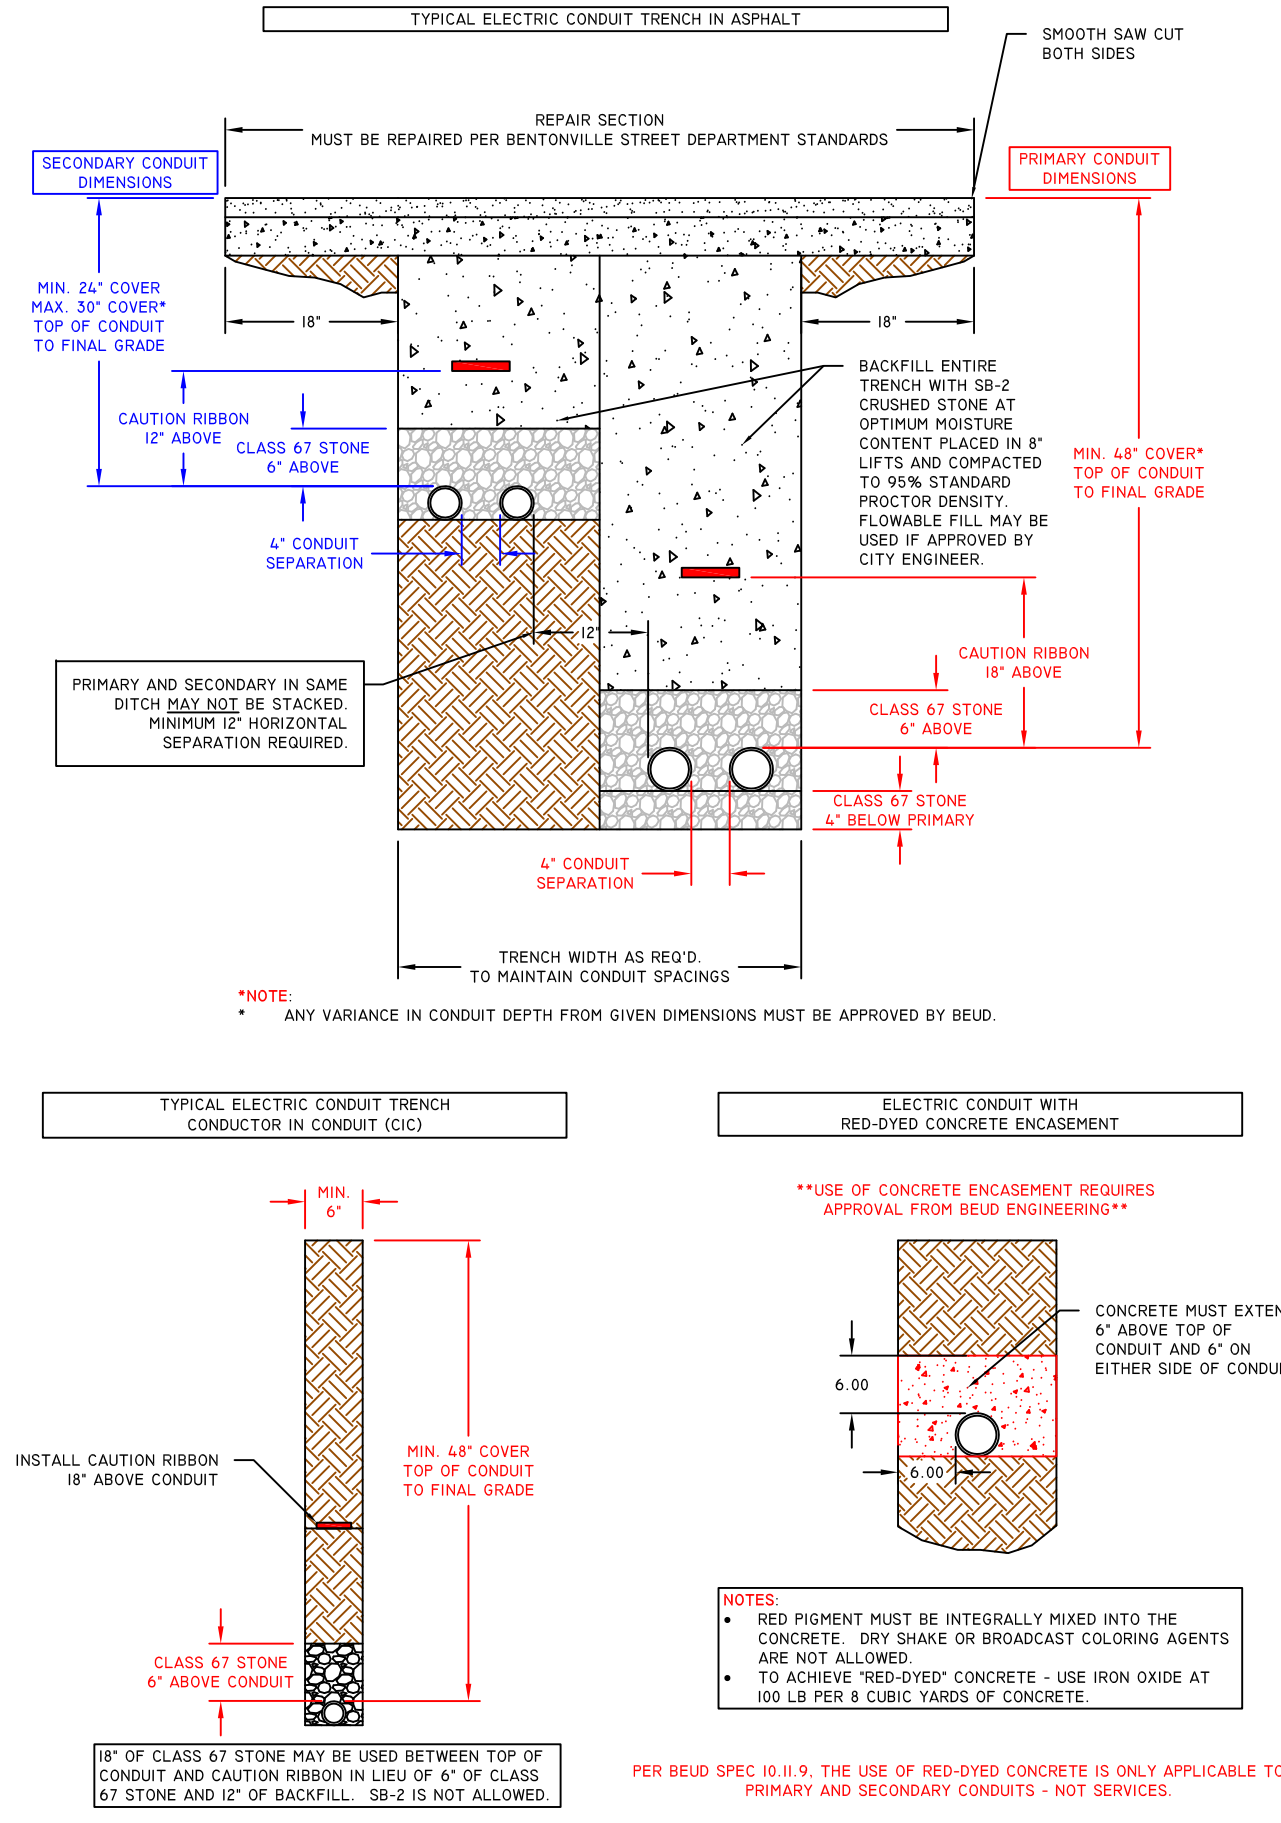 TYPICAL ELECTRIC CONDUIT TRENCH IN ASPHALT
SMOOTH SAW CUT
BOTH SIDES
REPAIR SECTION
MUST BE REPAIRED PER BENTONVILLE STREET DEPARTMENT STANDARDS
SECONDARY CONDUIT
DIMENSIONS
PRIMARY CONDUIT
DIMENSIONS
MIN. 24" COVER
MAX. 30" COVER*
TOP OF CONDUIT
TO FINAL GRADE
18"
18"
CAUTION RIBBON
12" ABOVE
CLASS 67 STONE
6" ABOVE
BACKFILL ENTIRE
TRENCH WITH SB-2
CRUSHED STONE AT
OPTIMUM MOISTURE
CONTENT PLACED IN 8"
LIFTS AND COMPACTED
TO 95% STANDARD
PROCTOR DENSITY.
FLOWABLE FILL MAY BE
USED IF APPROVED BY
CITY ENGINEER.
MIN. 48" COVER*
TOP OF CONDUIT
TO FINAL GRADE
4" CONDUIT
SEPARATION
12"
PRIMARY AND SECONDARY IN SAME
DITCH MAY NOT BE STACKED.
MINIMUM 12" HORIZONTAL
SEPARATION REQUIRED.
CAUTION RIBBON
18" ABOVE
CLASS 67 STONE
6" ABOVE
CLASS 67 STONE
4" BELOW PRIMARY
4" CONDUIT
SEPARATION
TRENCH WIDTH AS REQ'D.
TO MAINTAIN CONDUIT SPACINGS
*NOTE:
* ANY VARIANCE IN CONDUIT DEPTH FROM GIVEN DIMENSIONS MUST BE APPROVED BY BEUD.
TYPICAL ELECTRIC CONDUIT TRENCH
CONDUCTOR IN CONDUIT (CIC)
MIN.
6"
MIN. 48" COVER
TOP OF CONDUIT
TO FINAL GRADE
INSTALL CAUTION RIBBON
18" ABOVE CONDUIT
CLASS 67 STONE
6" ABOVE CONDUIT
18" OF CLASS 67 STONE MAY BE USED BETWEEN TOP OF
CONDUIT AND CAUTION RIBBON IN LIEU OF 6" OF CLASS
67 STONE AND 12" OF BACKFILL. SB-2 IS NOT ALLOWED.
ELECTRIC CONDUIT WITH
RED-DYED CONCRETE ENCASEMENT
**USE OF CONCRETE ENCASEMENT REQUIRES
APPROVAL FROM BEUD ENGINEERING**
CONCRETE MUST EXTEN
6" ABOVE TOP OF
CONDUIT AND 6" ON
EITHER SIDE OF CONDUI
6.00
6.00
NOTES:
• RED PIGMENT MUST BE INTEGRALLY MIXED INTO THE
CONCRETE. DRY SHAKE OR BROADCAST COLORING AGENTS
ARE NOT ALLOWED.
• TO ACHIEVE "RED-DYED" CONCRETE - USE IRON OXIDE AT
100 LB PER 8 CUBIC YARDS OF CONCRETE.
PER BEUD SPEC 10.11.9, THE USE OF RED-DYED CONCRETE IS ONLY APPLICABLE TO
PRIMARY AND SECONDARY CONDUITS - NOT SERVICES.